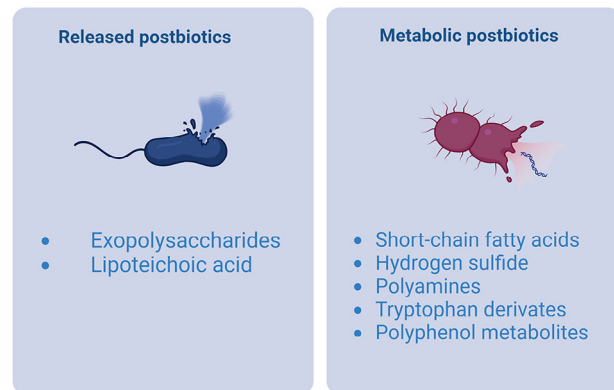 Released postbiotics
• Exopolysaccharides
• Lipoteichoic acid
Metabolic postbiotics
• Short-chain fatty acids
• Hydrogen sulfide
• Polyamines
• Tryptophan derivates
• Polyphenol metabolites